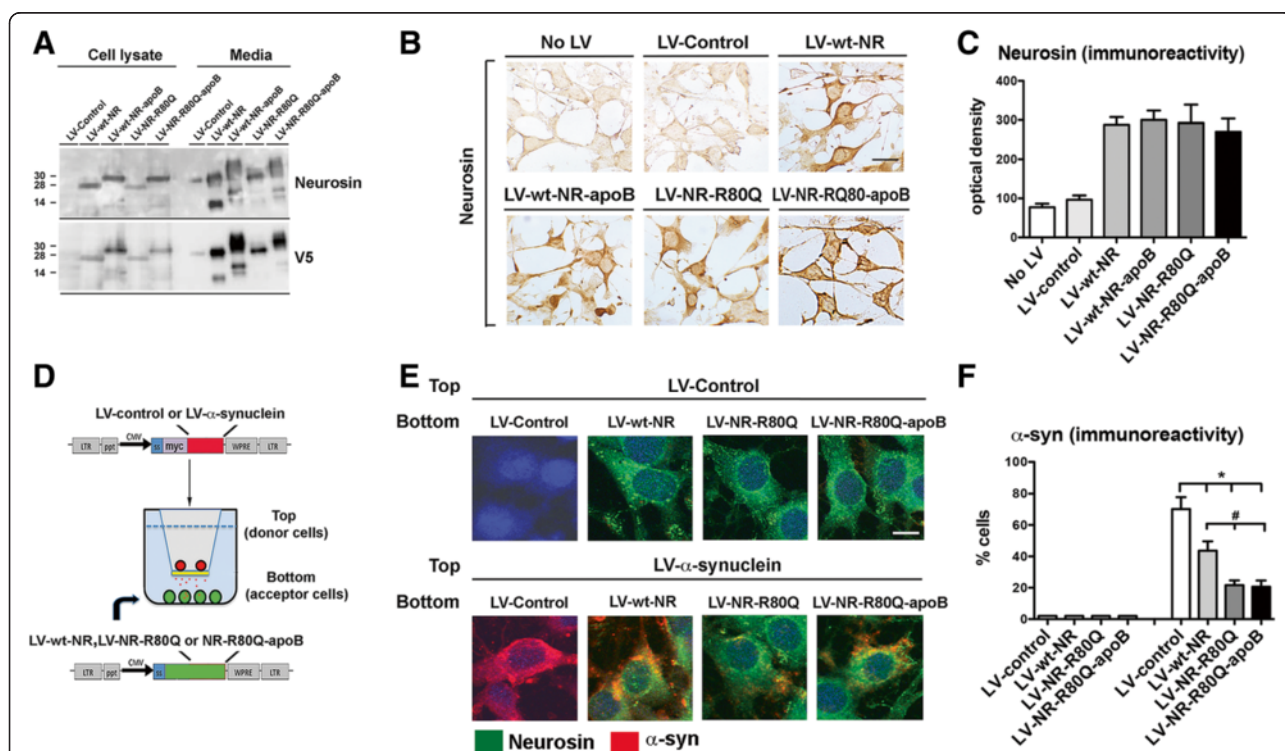 A
Cell lysate Media
LV-Control
LV-wt-NR
LV-wt-NR-apoB
LV-NR-R80Q
LV-NR-R80Q-apoB
LV-Control
LV-wt-NR
LV-wt-NR-apoB
LV-NR-R80Q
LV-NR-R80Q-apoB
30
28
14
Neurosin
30
28
14
V5
B
No LV LV-Control LV-wt-NR
LV-wt-NR-apoB LV-NR-R80Q LV-NR-RQ80-apoB
Neurosin
C
Neurosin (immunoreactivity)
optical density
400
300
200
100
0
No LV
LV-control
LV-wt-NR
LV-wt-NR-apoB
LV-NR-R80Q
LV-NR-R80Q-apoB
D
LV-control or LV-α-synuclein
LTR ppt CMV ss myc WPRE LTR
Top
(donor cells)
Bottom
(acceptor cells)
LV-wt-NR,LV-NR-R80Q or NR-R80Q-apoB
LTR ppt CMV ss WPRE LTR
E
Top LV-Control
Bottom LV-Control LV-wt-NR LV-NR-R80Q LV-NR-R80Q-apoB
Top LV-α-synuclein
Bottom LV-Control LV-wt-NR LV-NR-R80Q LV-NR-R80Q-apoB
Neurosin α-syn
F
α-syn (immunoreactivity)
% cells
100
80
60
40
20
0
*
#
LV-control
LV-wt-NR
LV-NR-R80Q
LV-NR-R80Q-apoB
LV-control
LV-wt-NR
LV-NR-R80Q
LV-NR-R80Q-apoB